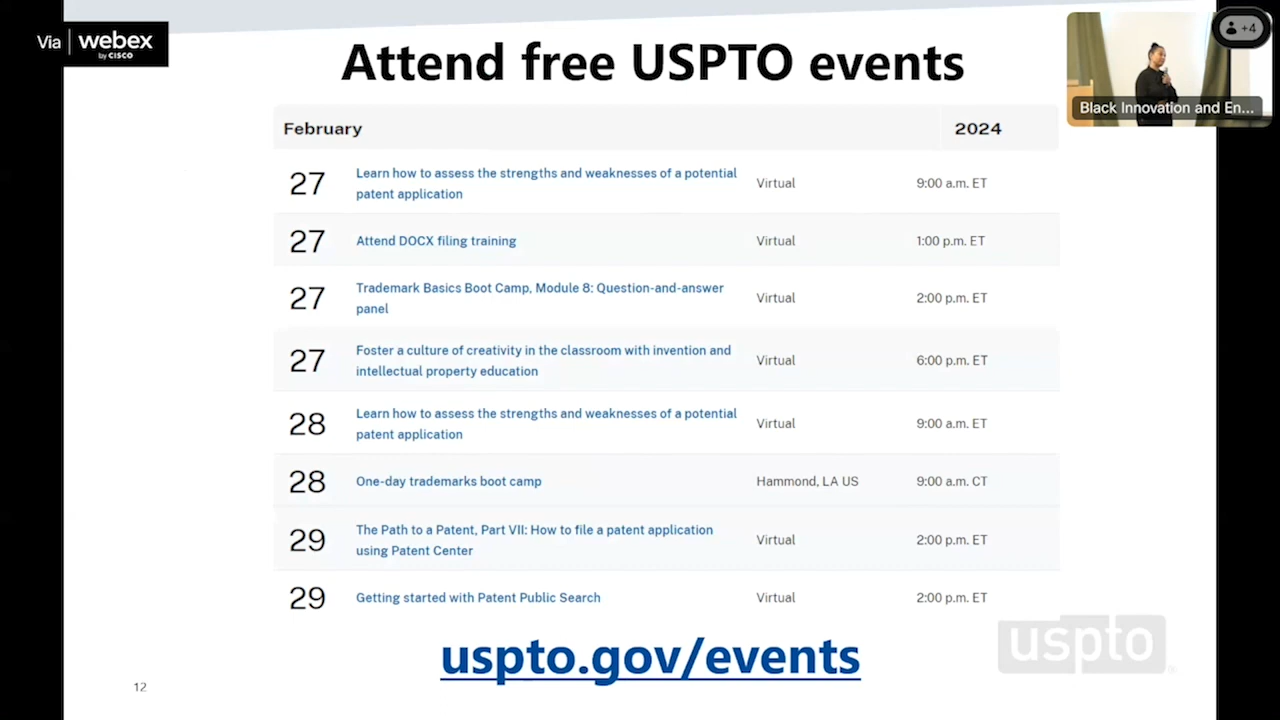 Via webex
by CISCO
Attend free USPTO events
+4
Black Innovation and En...
February 2024
27 Learn how to assess the strengths and weaknesses of a potential
patent application Virtual 9:00 a.m. ET
27 Attend DOCX filing training Virtual 1:00 p.m. ET
27 Trademark Basics Boot Camp, Module 8: Question-and-answer
panel Virtual 2:00 p.m. ET
27 Foster a culture of creativity in the classroom with invention and
intellectual property education Virtual 6:00 p.m. ET
28 Learn how to assess the strengths and weaknesses of a potential
patent application Virtual 9:00 a.m. ET
28 One-day trademarks boot camp Hammond, LA US 9:00 a.m. CT
29 The Path to a Patent, Part VII: How to file a patent application
using Patent Center Virtual 2:00 p.m. ET
29 Getting started with Patent Public Search Virtual 2:00 p.m. ET
uspto.gov/events
uspto
12